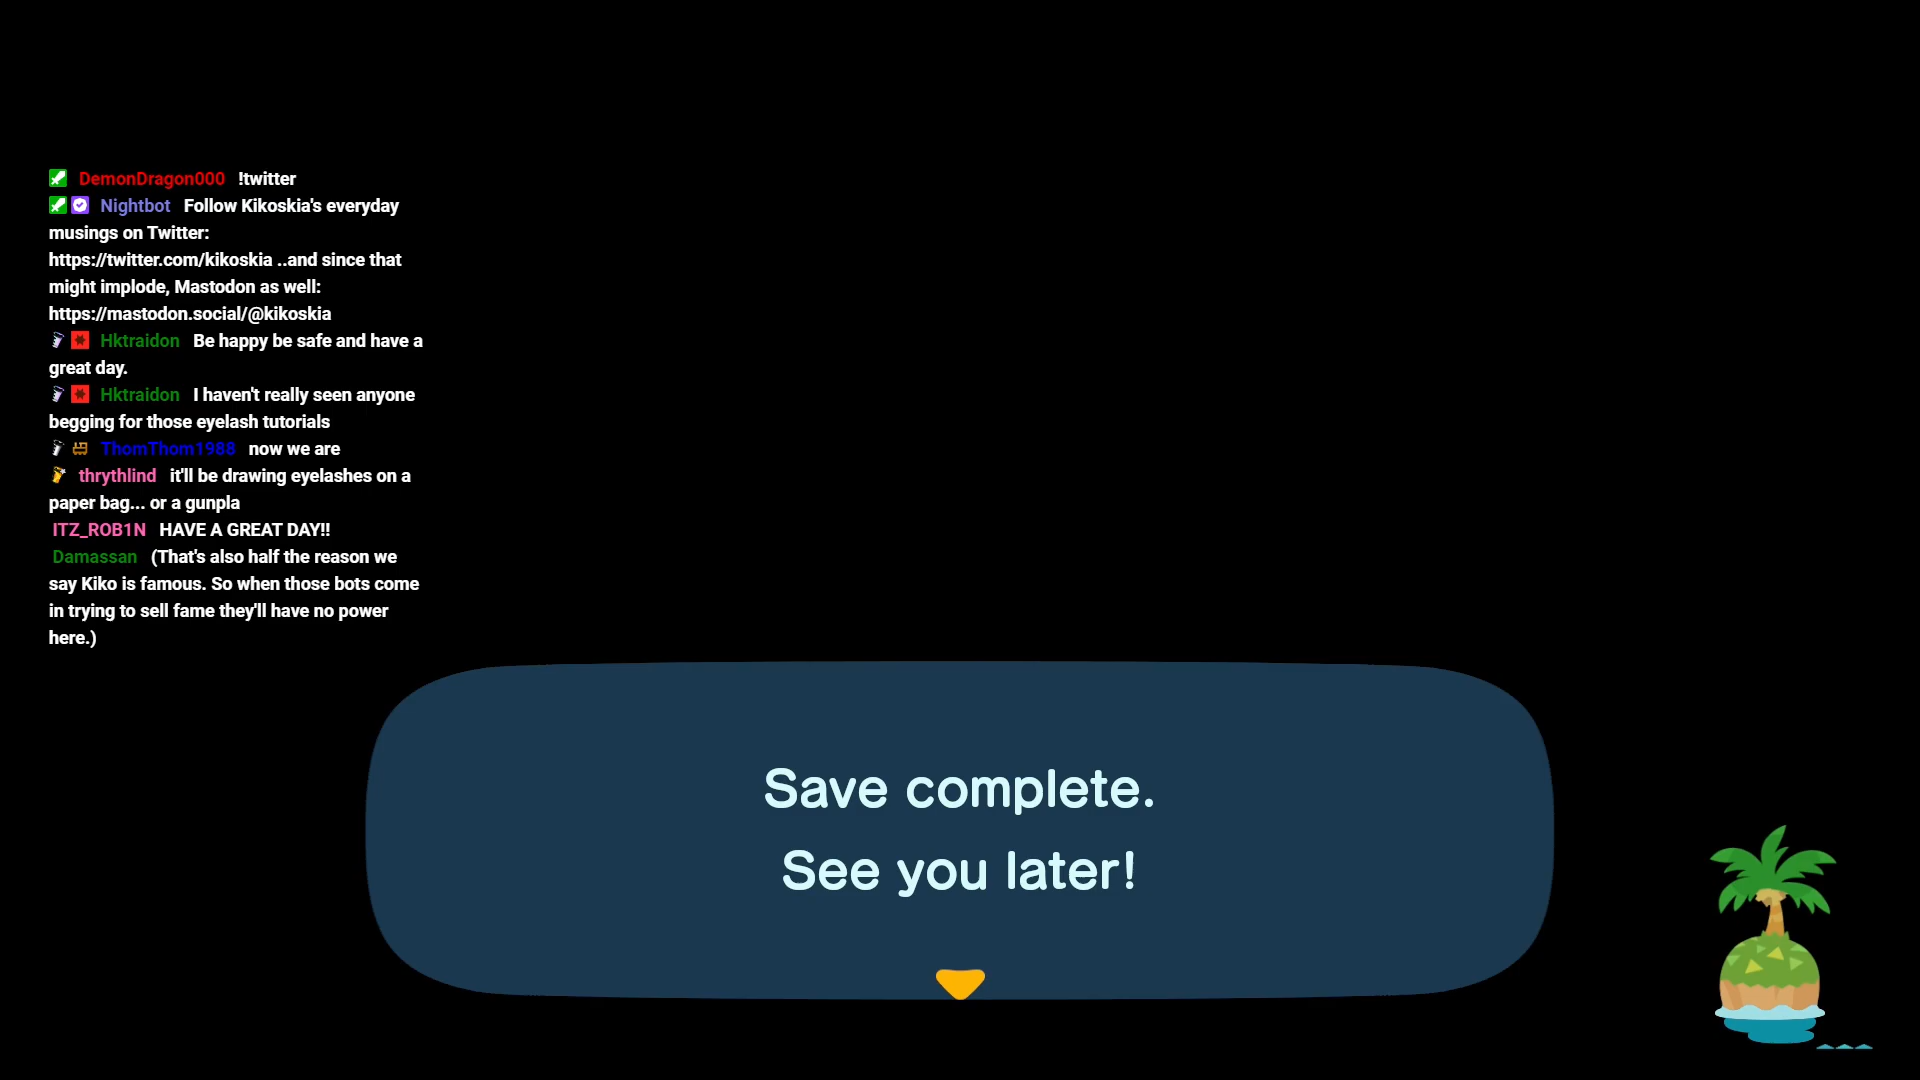 DemonDragon000 !twitter
Nightbot Follow Kikoskia's everyday
musings on Twitter:
https://twitter.com/kikoskia ..and since that
might implode, Mastodon as well:
https://mastodon.social/@kikoskia
Hktraidon Be happy be safe and have a
great day.
Hktraidon I haven't really seen anyone
begging for those eyelash tutorials
ThomThom1988 now we are
thrythlind it'll be drawing eyelashes on a
paper bag... or a gunpla
ITZ_ROB1N HAVE A GREAT DAY!!
Damassan (That's also half the reason we
say Kiko is famous. So when those bots come
in trying to sell fame they'll have no power
here.)
Save complete.
See you later!